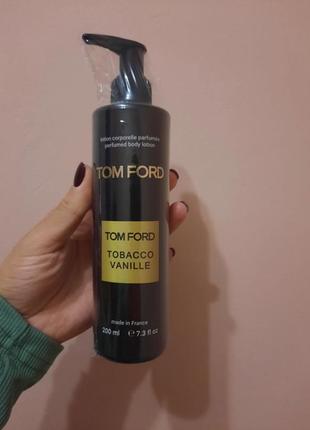 lotion corporelle parfumée
perfumed body lotion
TOM FORD
TOM FORD
TOBACCO
VANILLE
made in France
200 ml ℮ 7.3 fl oz